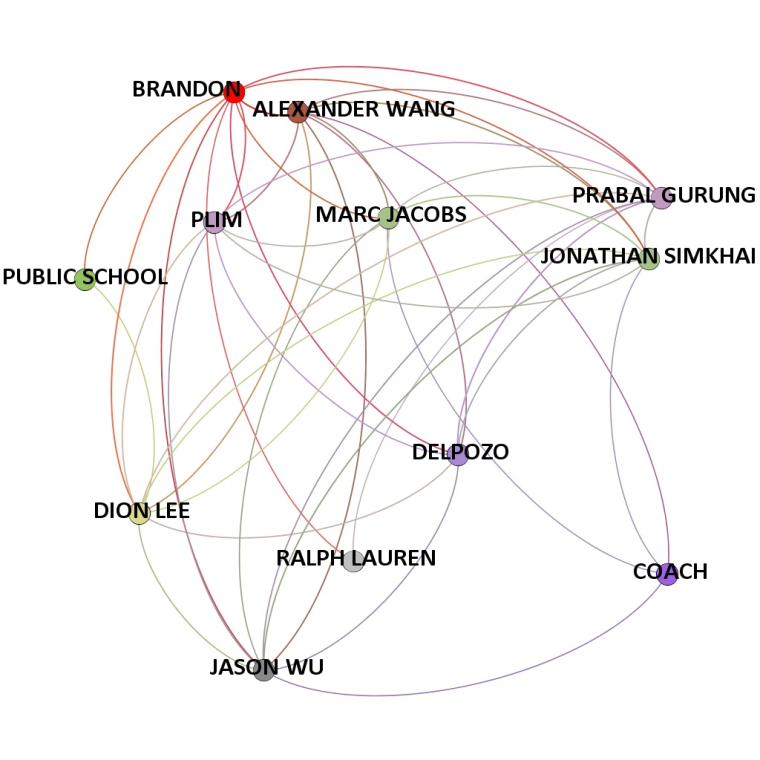 BRANDON
ALEXANDER WANG
PRABAL GURUNG
PLIM
MARC JACOBS
JONATHAN SIMKHAI
PUBLIC SCHOOL
DELPOZO
DION LEE
RALPH LAUREN
COACH
JASON WU